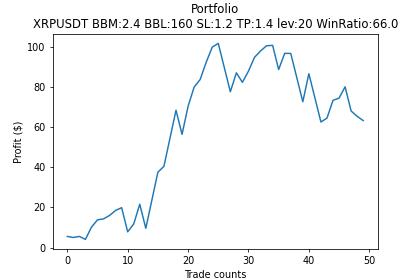 Portfolio
XRPUSDT BBM:2.4 BBL:160 SL:1.2 TP:1.4 lev:20 WinRatio:66.0
100
80
60
40
20
0
Profit ($)
0 10 20 30 40 50
Trade counts